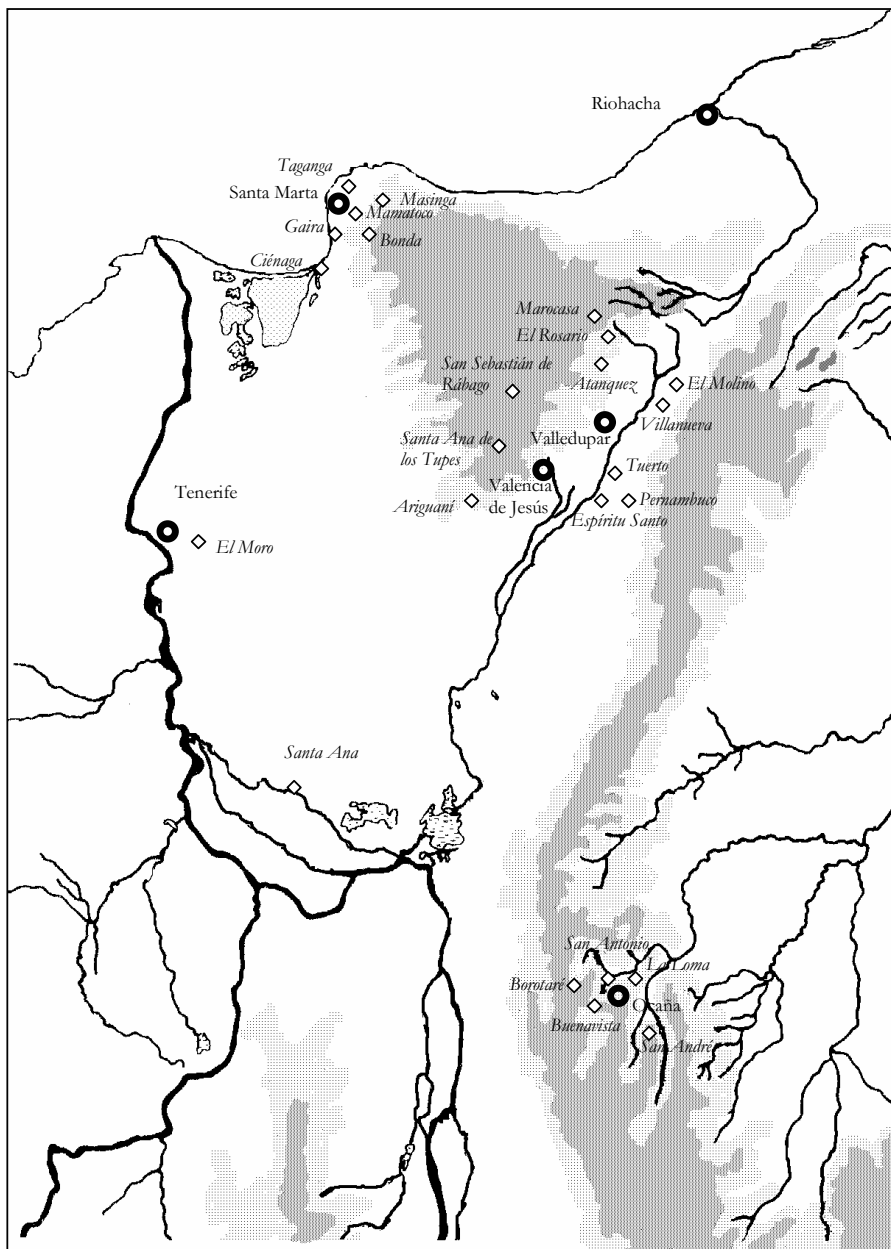 Riohacha
Taganga
Santa Marta
Masinga
Mamatoco
Gaira
Bonda
Ciénaga
Marocasa
El Rosario
San Sebastián de
Rábago
Atanquez
El Molino
Villanueva
Santa Ana de
los Tupes
Valledupar
Tuerto
Valencia
de Jesús
Tenerife
Ariguaní
Pernambuco
Espíritu Santo
El Moro
Santa Ana
San Antonio
La Loma
Borotaré
Ocaña
Buenavista
San André